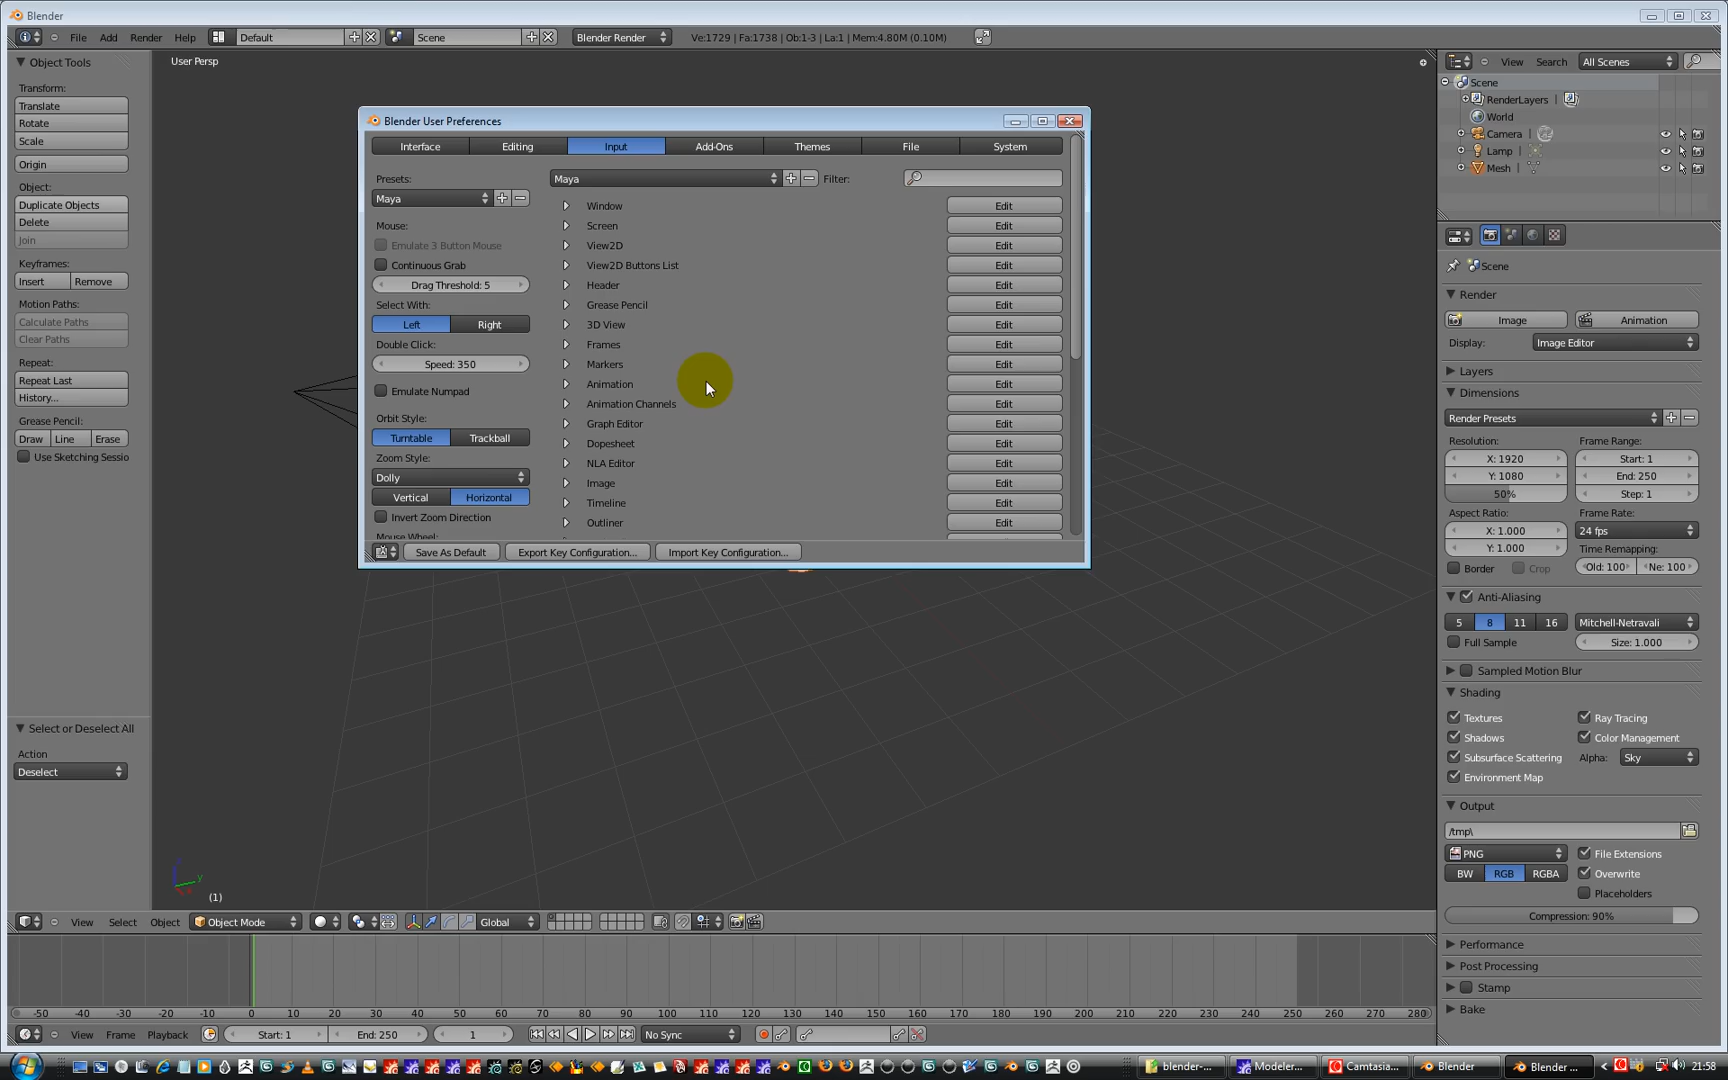 Blender
File Add Render Help Default Scene Blender Render Ve:1729 | Fa:1738 | Ob:1-3 | La:1 | Mem:4.80M (0.10M)
Object Tools
Transform:
Translate
Rotate
Scale
Origin
Object:
Duplicate Objects
Delete
Join
Keyframes:
Insert Remove
Motion Paths:
Calculate Paths
Clear Paths
Repeat:
Repeat Last
History...
Grease Pencil:
Draw Line Erase
Use Sketching Sessio
Select or Deselect All
Action
Deselect
User Persp
Blender User Preferences
Interface Editing Input Add-Ons Themes File System
Presets:
Maya
Mouse:
Emulate 3 Button Mouse
Continuous Grab
Drag Threshold: 5
Select With:
Left Right
Double Click:
Speed: 350
Emulate Numpad
Orbit Style:
Turntable Trackball
Zoom Style:
Dolly
Vertical Horizontal
Invert Zoom Direction
Mouse Wheel:
Maya Filter:
Window Edit
Screen Edit
View2D Edit
View2D Buttons List Edit
Header Edit
Grease Pencil Edit
3D View Edit
Frames Edit
Markers Edit
Animation Edit
Animation Channels Edit
Graph Editor Edit
Dopesheet Edit
NLA Editor Edit
Image Edit
Timeline Edit
Outliner Edit
Save As Default Export Key Configuration... Import Key Configuration...
y
(1)
View Select Object Object Mode Global
-50 -40 -30 -20 -10 0 10 20 30 40 50 60 70 80 90 100 110 120 130 140 150 160 170 180 190 200 210 220 230 240 250 260 270 280
View Frame Playback Start: 1 End: 250 1 No Sync
View Search All Scenes
Scene
RenderLayers
World
Camera
Lamp
Mesh
Scene
Render
Image Animation
Display: Image Editor
Layers
Dimensions
Render Presets
Resolution: Frame Range:
X: 1920 Start: 1
Y: 1080 End: 250
50% Step: 1
Aspect Ratio: Frame Rate:
X: 1.000 24 fps
Y: 1.000 Time Remapping:
Border Crop Old: 100 Ne: 100
Anti-Aliasing
5 8 11 16 Mitchell-Netravali
Full Sample Size: 1.000
Sampled Motion Blur
Shading
Textures Ray Tracing
Shadows Color Management
Subsurface Scattering Alpha: Sky
Environment Map
Output
/tmp\
PNG File Extensions
BW RGB RGBA Overwrite
Placeholders
Compression: 90%
Performance
Post Processing
Stamp
Bake
blender-... Modeler... Camtasia... Blender Blender ... 21:58